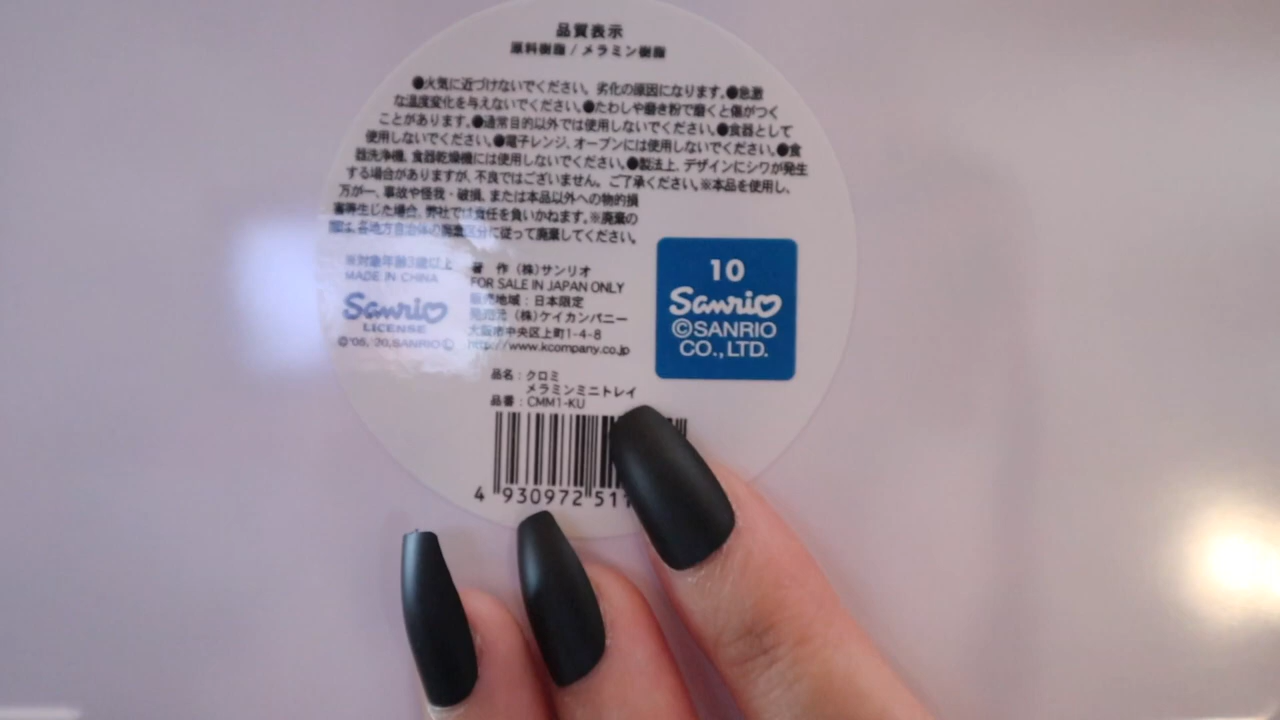 品質表示
原料樹脂 / メラミン樹脂
●火気に近づけないでください。劣化の原因になります。●急激
な温度変化を与えないでください。●たわしや磨き粉で磨くと傷がつく
ことがあります。●通常目的以外では使用しないでください。●食器として
使用しないでください。●電子レンジ、オーブンには使用しないでください。●食
器洗浄機、食器乾燥機には使用しないでください。●製法上、デザインにシワが発生
する場合がありますが、不良ではございません。ご了承ください。※本品を使用し、
万が一、事故や怪我・破損、または本品以外への物的損
害等生じた場合、弊社では責任を負いかねます。※廃棄の
際は、各地方自治体の区分に従って廃棄してください。
※対象年齢3歳以上
MADE IN CHINA
Sanrio
LICENSE
©'05,'20,SANRIO©
著 作 (株)サンリオ
FOR SALE IN JAPAN ONLY
販売地域 : 日本限定
発売元 (株)ケイカンパニー
大阪市中央区上町1-4-8
http://www.kcompany.co.jp
10
Sanrio
©SANRIO
CO., LTD.
品名 : クロミ
メラミンミニトレイ
品番 : CMM1-KU
4 930972 511